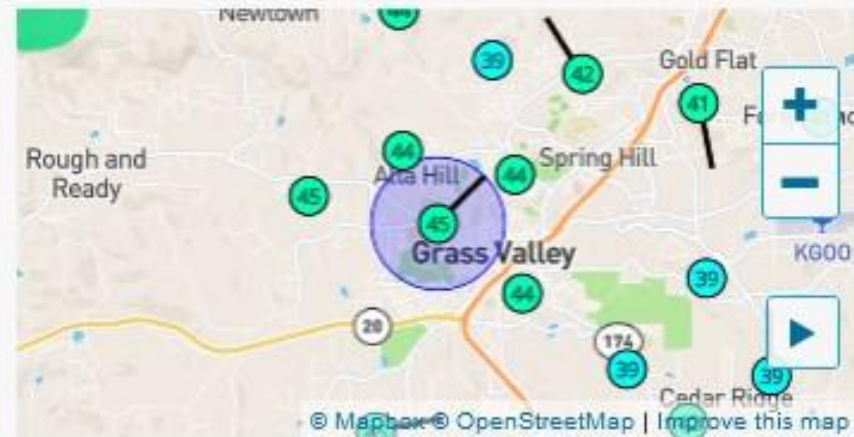 Newtown
44
39
42
Gold Flat
41
+
Rough and
Ready
44
Alta Hill
44
Spring Hill
45
45
−
Grass Valley
KGOO
39
44
20
174
39
39
Cedar Ridge
© Mapbox © OpenStreetMap | Improve this map